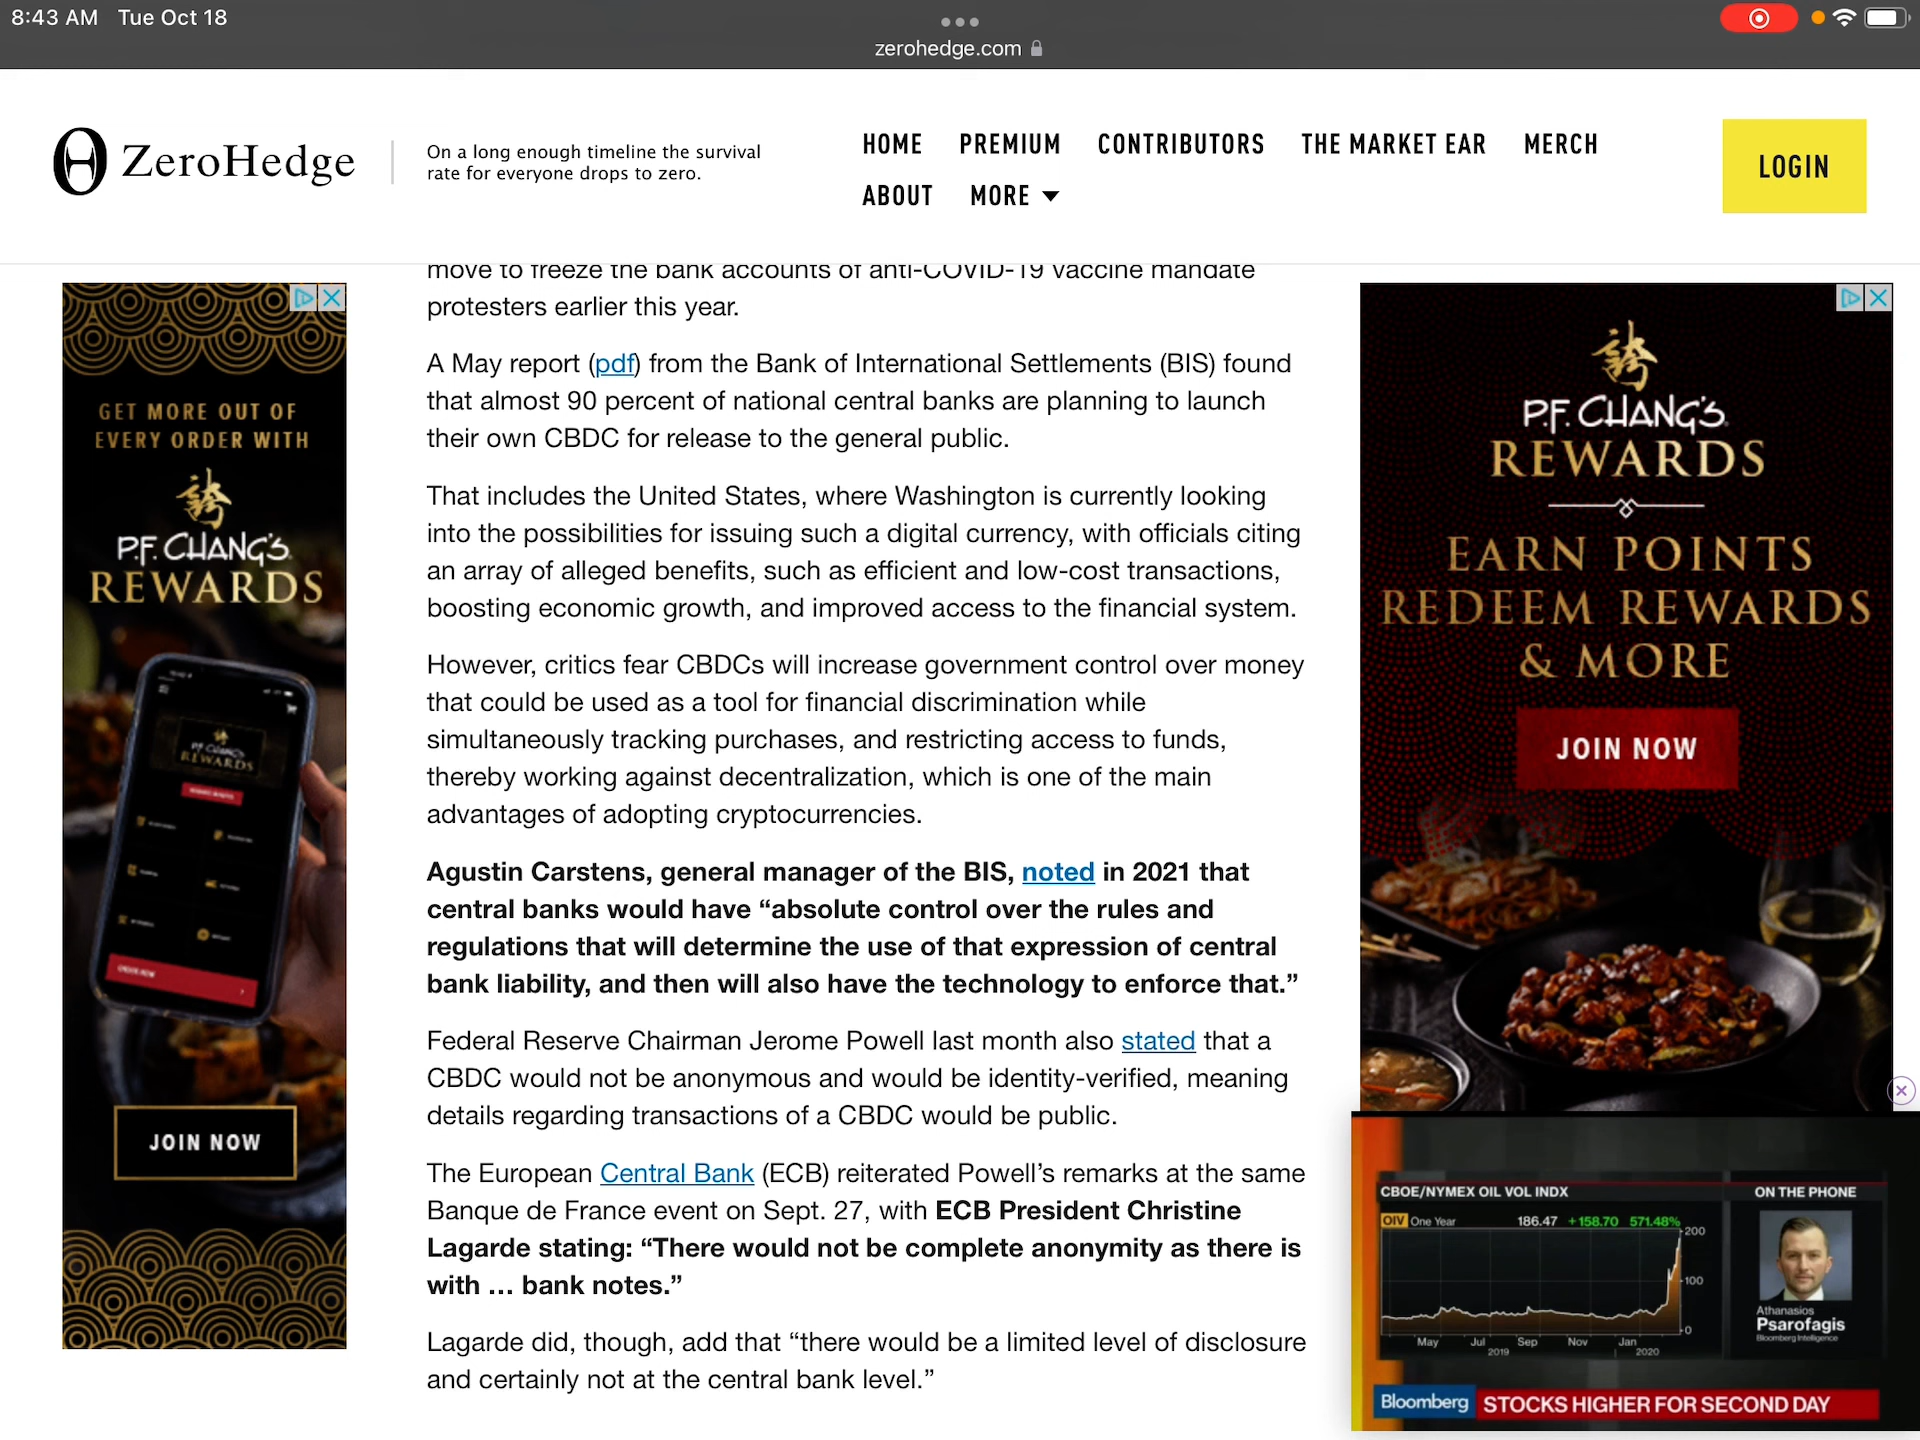 8:43 AM Tue Oct 18
zerohedge.com
ZeroHedge
On a long enough timeline the survival
rate for everyone drops to zero.
HOME PREMIUM CONTRIBUTORS THE MARKET EAR MERCH
ABOUT MORE
LOGIN
move to freeze the bank accounts of anti-COVID-19 vaccine mandate
protesters earlier this year.
A May report (pdf) from the Bank of International Settlements (BIS) found
that almost 90 percent of national central banks are planning to launch
their own CBDC for release to the general public.
That includes the United States, where Washington is currently looking
into the possibilities for issuing such a digital currency, with officials citing
an array of alleged benefits, such as efficient and low-cost transactions,
boosting economic growth, and improved access to the financial system.
However, critics fear CBDCs will increase government control over money
that could be used as a tool for financial discrimination while
simultaneously tracking purchases, and restricting access to funds,
thereby working against decentralization, which is one of the main
advantages of adopting cryptocurrencies.
Agustin Carstens, general manager of the BIS, noted in 2021 that
central banks would have “absolute control over the rules and
regulations that will determine the use of that expression of central
bank liability, and then will also have the technology to enforce that.”
Federal Reserve Chairman Jerome Powell last month also stated that a
CBDC would not be anonymous and would be identity-verified, meaning
details regarding transactions of a CBDC would be public.
The European Central Bank (ECB) reiterated Powell’s remarks at the same
Banque de France event on Sept. 27, with ECB President Christine
Lagarde stating: “There would not be complete anonymity as there is
with … bank notes.”
Lagarde did, though, add that “there would be a limited level of disclosure
and certainly not at the central bank level.”
GET MORE OUT OF
EVERY ORDER WITH
P.F. CHANG'S
REWARDS
P.F. CHANG'S
REWARDS
ORDER NOW
JOIN NOW
P.F. CHANG'S
REWARDS
EARN POINTS
REDEEM REWARDS
& MORE
JOIN NOW
CBOE/NYMEX OIL VOL INDX
ON THE PHONE
OIV One Year 186.47 +158.70 571.48%
200
100
0
May Jul Sep Nov Jan
2019 2020
Athanasios
Psarofagis
Bloomberg Intelligence
Bloomberg STOCKS HIGHER FOR SECOND DAY